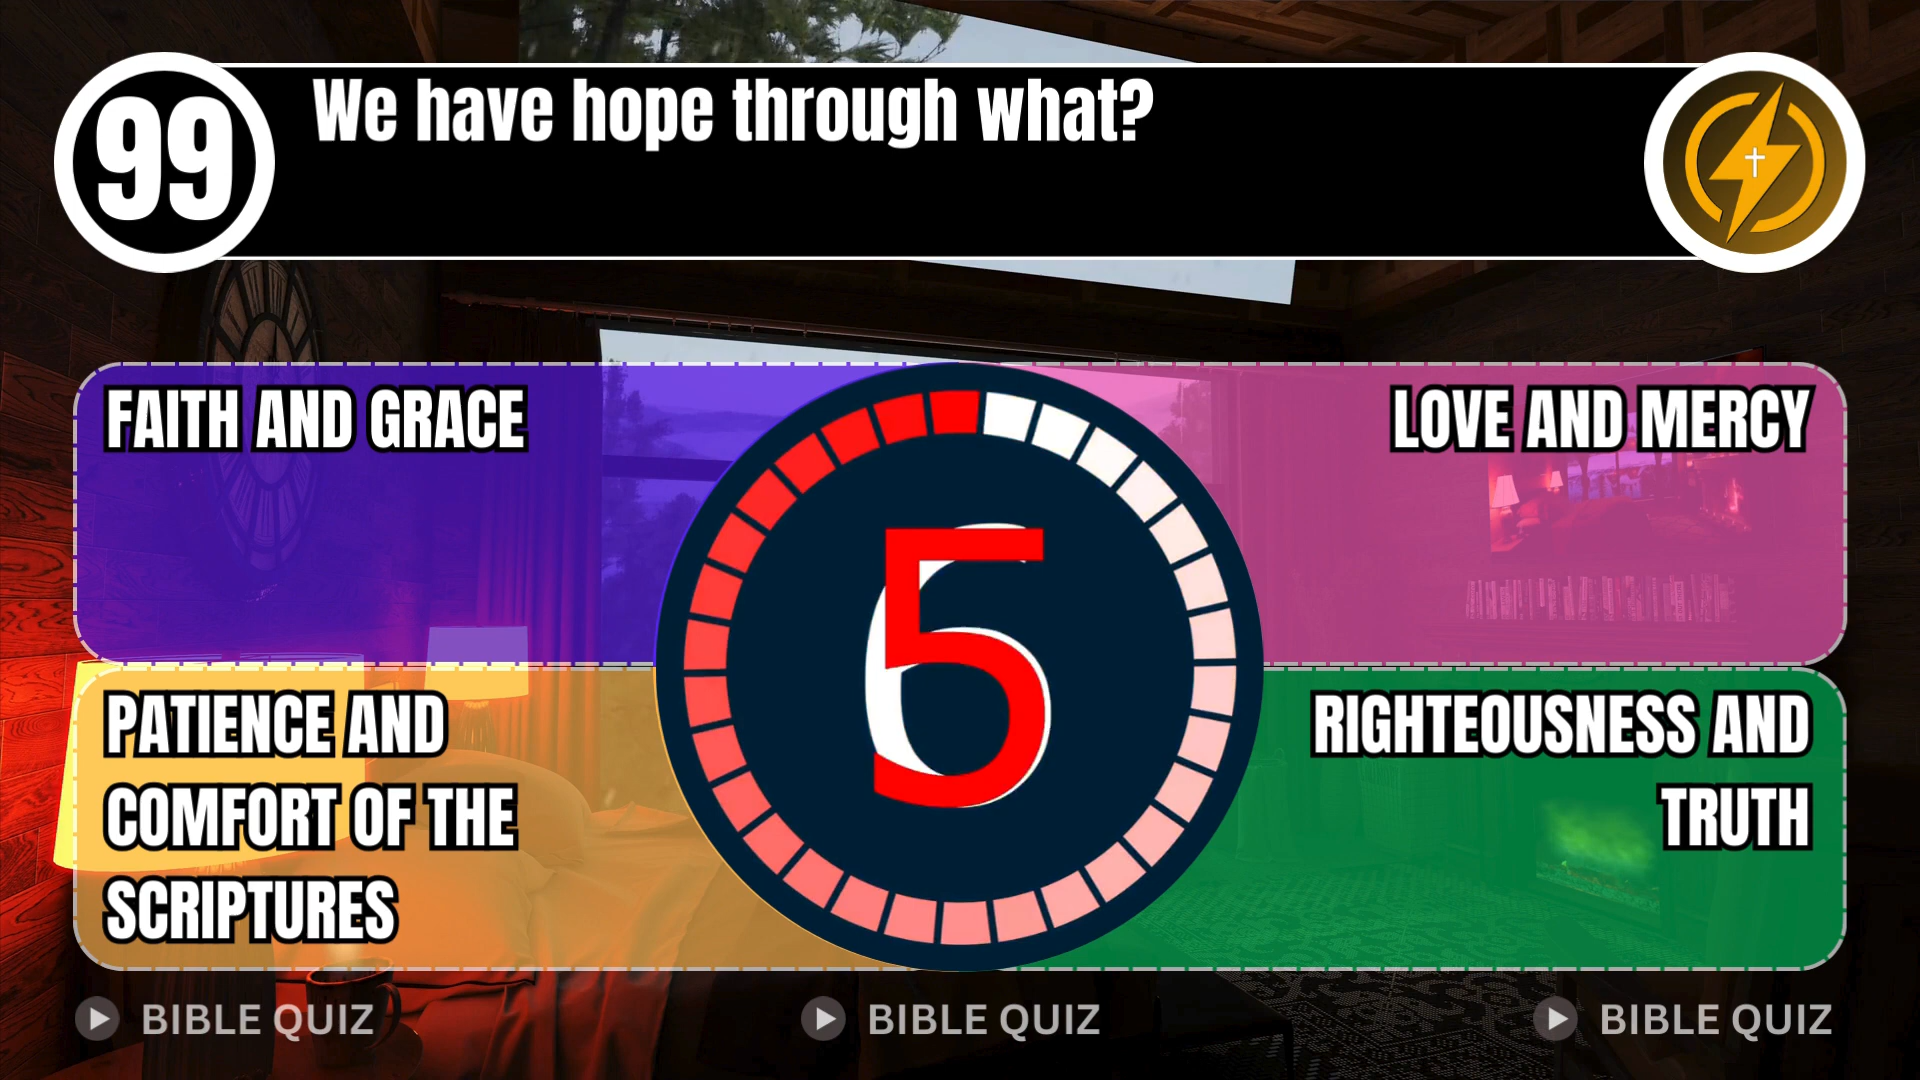 99
We have hope through what?
FAITH AND GRACE
LOVE AND MERCY
5
PATIENCE AND
COMFORT OF THE
SCRIPTURES
RIGHTEOUSNESS AND
TRUTH
BIBLE QUIZ
BIBLE QUIZ
BIBLE QUIZ